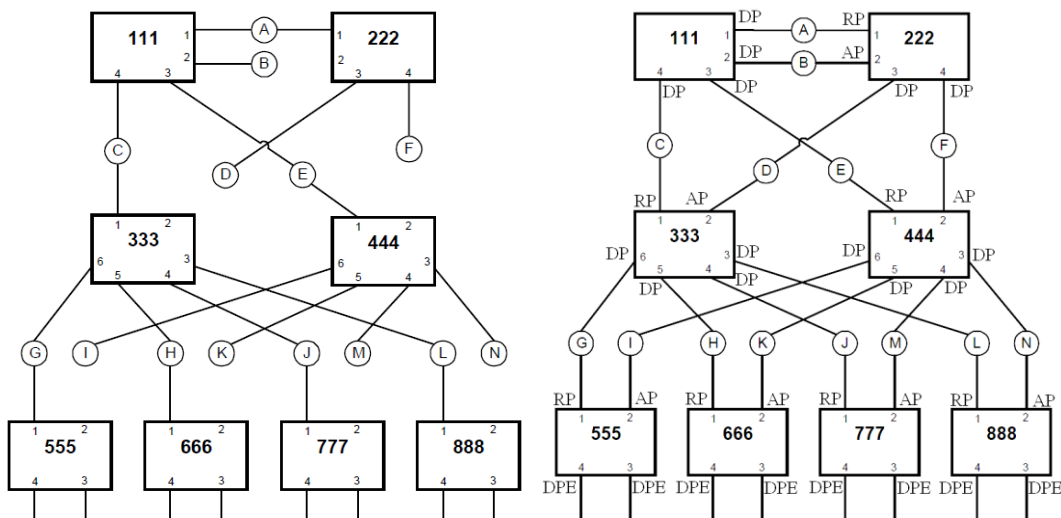 111 1 A 1 222
2 B 2
4 3 3 4
C D E F
1 2 1 2
333 444
6 3 6 3
5 4 5 4
G I H K J M L N
1 2 1 2 1 2 1 2
555 666 777 888
4 3 4 3 4 3 4 3
DP RP
111 1 A 1 222
DP AP
2 B 2
4 3 3 4
DP DP DP DP
C F
D E
RP AP RP AP
1 2 1 2
333 444
DP 6 3 DP DP 6 3 DP
5 4 5 4
DP DP DP DP
G I H K J M L N
RP AP RP AP RP AP RP AP
1 2 1 2 1 2 1 2
555 666 777 888
4 3 4 3 4 3 4 3
DPE DPE DPE DPE DPE DPE DPE DPE